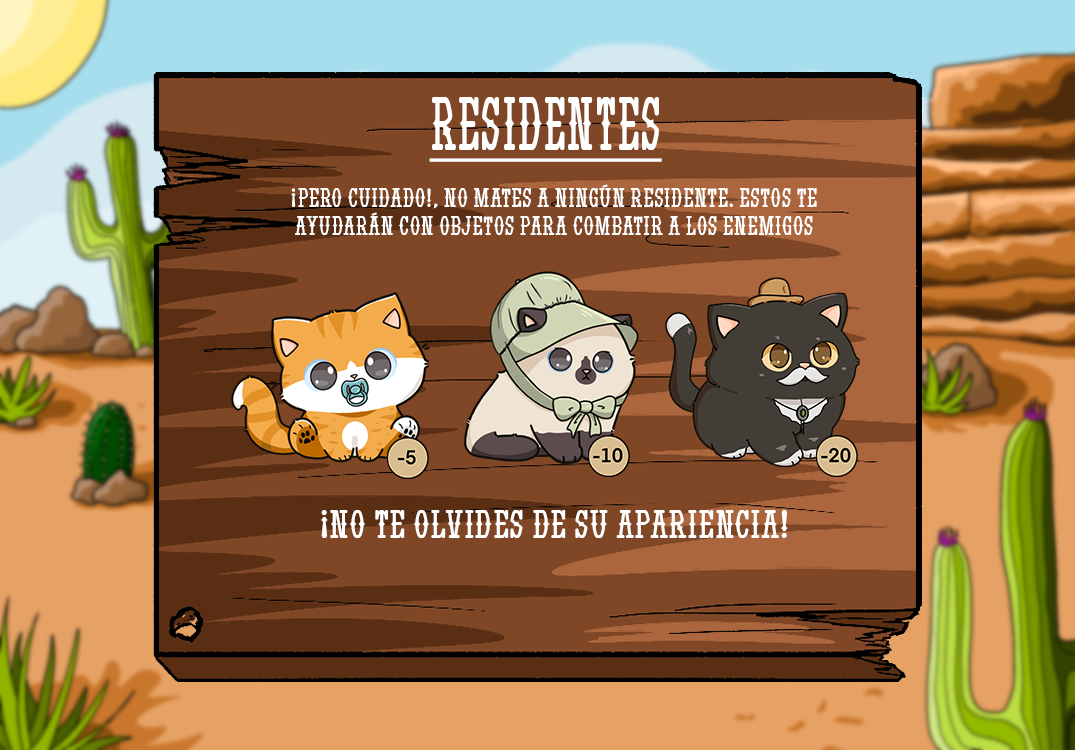 RESIDENTES
¡PERO CUIDADO!, NO MATES A NINGÚN RESIDENTE. ESTOS TE
AYUDARÁN CON OBJETOS PARA COMBATIR A LOS ENEMIGOS
-5
-10
-20
¡NO TE OLVIDES DE SU APARIENCIA!